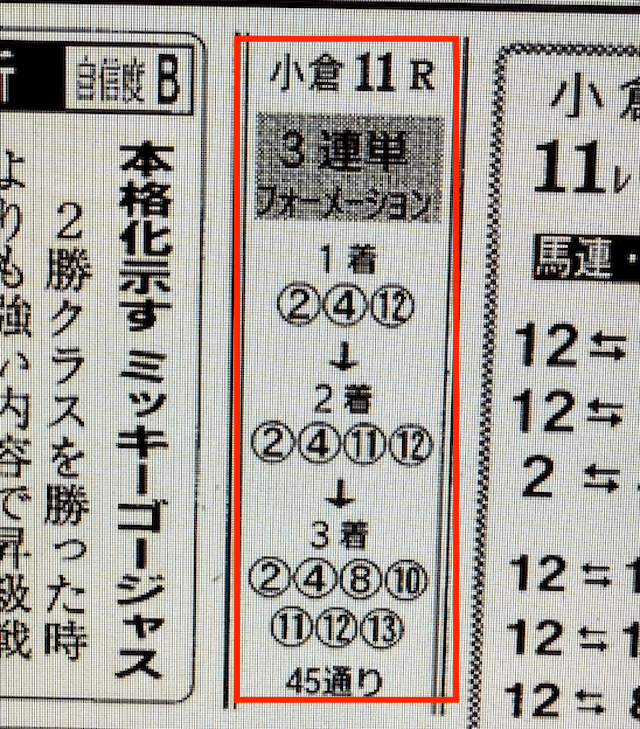 小倉11R
3連単
フォーメーション
1着
②④⑫
↓
2着
②④⑪⑫
↓
3着
②④⑧⑩
⑪⑫⑬
45通り
自信度B
本格化示すミッキーゴージャス
2勝クラスを勝った時
よりも強い内容で昇級戦
小倉
11レ
馬連・
12⇆
12⇆
2⇆
12⇆1
12⇆1
12⇆8